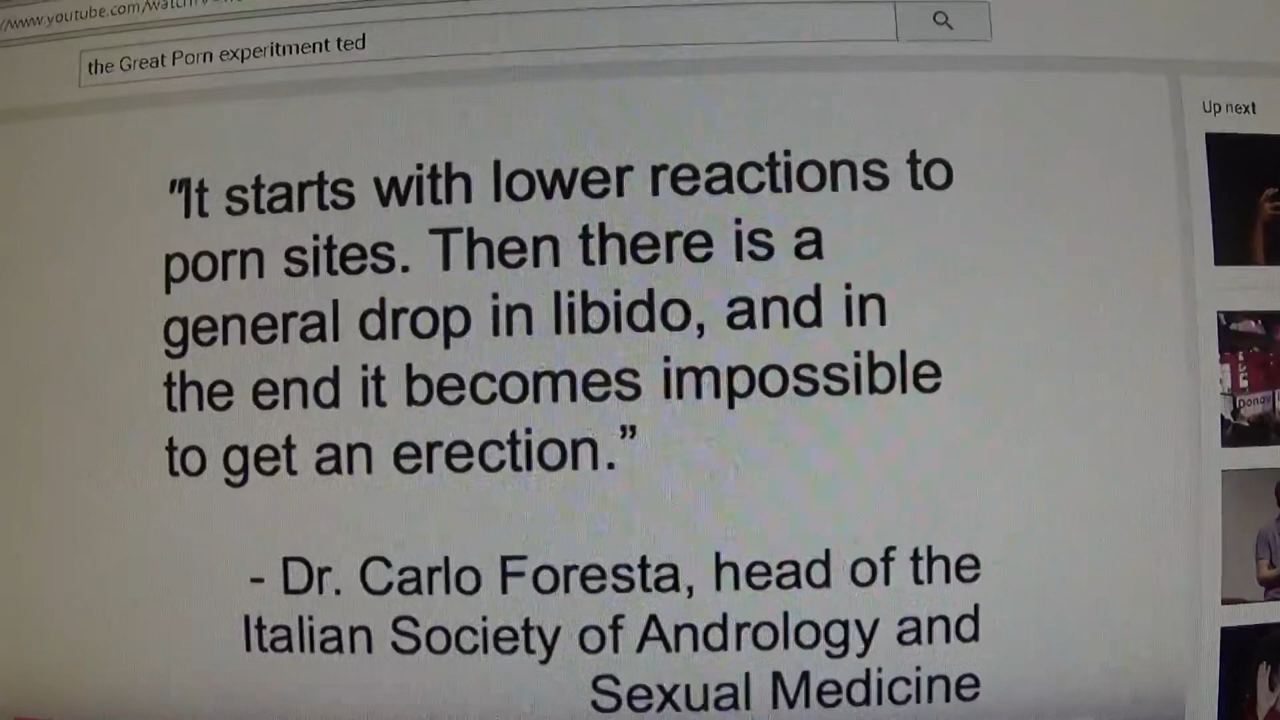 //www.youtube.com/watch
the Great Porn experitment ted
Up next
"It starts with lower reactions to
porn sites. Then there is a
general drop in libido, and in
the end it becomes impossible
to get an erection.”
- Dr. Carlo Foresta, head of the
Italian Society of Andrology and
Sexual Medicine